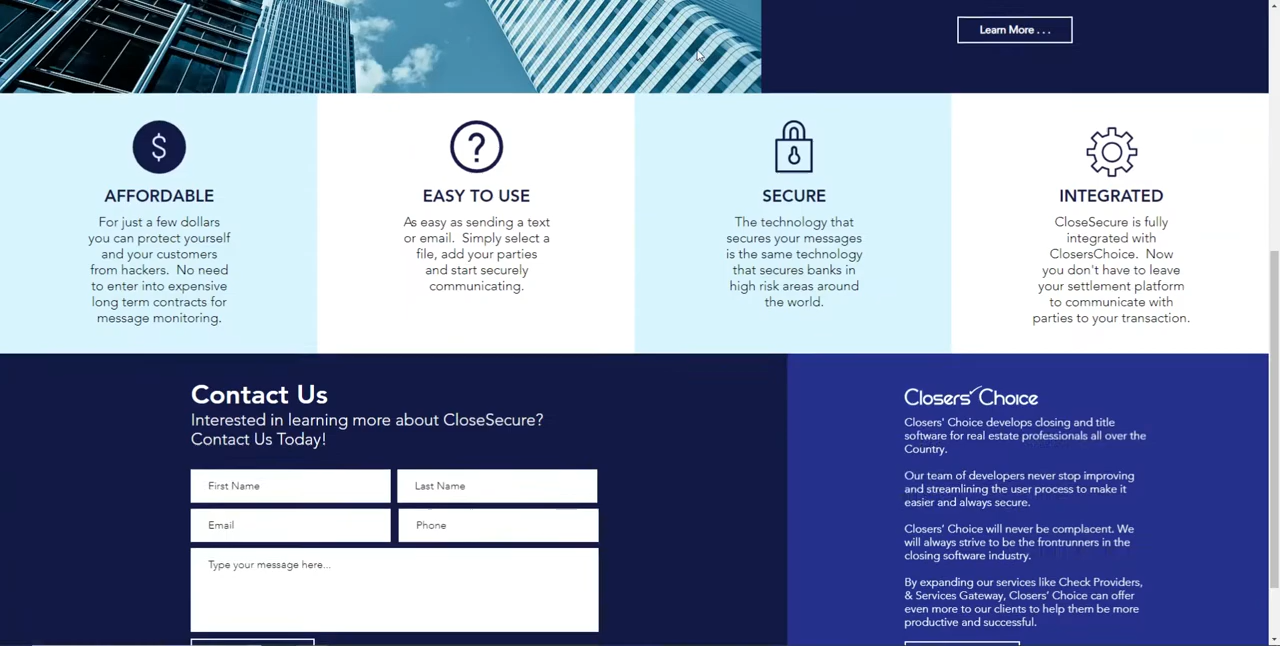 Learn More . . .
$
?
AFFORDABLE
For just a few dollars
you can protect yourself
and your customers
from hackers.  No need
to enter into expensive
long term contracts for
message monitoring.
EASY TO USE
As easy as sending a text
or email.  Simply select a
file, add your parties
and start securely
communicating.
SECURE
The technology that
secures your messages
is the same technology
that secures banks in
high risk areas around
the world.
INTEGRATED
CloseSecure is fully
integrated with
ClosersChoice.  Now
you don't have to leave
your settlement platform
to communicate with
parties to your transaction.
Contact Us
Interested in learning more about CloseSecure?
Contact Us Today!
First Name
Last Name
Email
Phone
Type your message here...
Closers' Choice
Closers' Choice develops closing and title
software for real estate professionals all over the
Country.
Our team of developers never stop improving
and streamlining the user process to make it
easier and always secure.
Closers' Choice will never be complacent. We
will always strive to be the frontrunners in the
closing software industry.
By expanding our services like Check Providers,
& Services Gateway, Closers' Choice can offer
even more to our clients to help them be more
productive and successful.